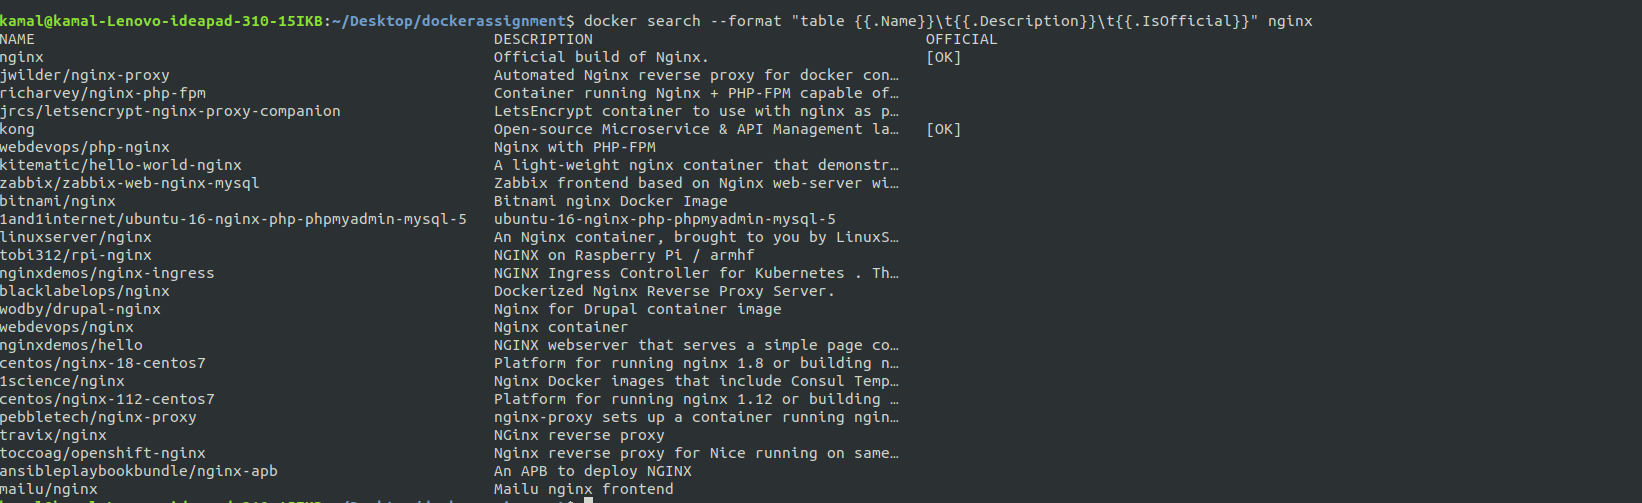 kamal@kamal-Lenovo-ideapad-310-15IKB:~/Desktop/dockerassignment$ docker search --format "table {{.Name}}\t{{.Description}}\t{{.IsOfficial}}" nginx
NAME DESCRIPTION OFFICIAL
nginx Official build of Nginx. [OK]
jwilder/nginx-proxy Automated Nginx reverse proxy for docker con…
richarvey/nginx-php-fpm Container running Nginx + PHP-FPM capable of…
jrcs/letsencrypt-nginx-proxy-companion LetsEncrypt container to use with nginx as p…
kong Open-source Microservice & API Management la… [OK]
webdevops/php-nginx Nginx with PHP-FPM
kitematic/hello-world-nginx A light-weight nginx container that demonstr…
zabbix/zabbix-web-nginx-mysql Zabbix frontend based on Nginx web-server wi…
bitnami/nginx Bitnami nginx Docker Image
1and1internet/ubuntu-16-nginx-php-phpmyadmin-mysql-5 ubuntu-16-nginx-php-phpmyadmin-mysql-5
linuxserver/nginx An Nginx container, brought to you by LinuxS…
tobi312/rpi-nginx NGINX on Raspberry Pi / armhf
nginxdemos/nginx-ingress NGINX Ingress Controller for Kubernetes . Th…
blacklabelops/nginx Dockerized Nginx Reverse Proxy Server.
wodby/drupal-nginx Nginx for Drupal container image
webdevops/nginx Nginx container
nginxdemos/hello NGINX webserver that serves a simple page co…
centos/nginx-18-centos7 Platform for running nginx 1.8 or building n…
1science/nginx Nginx Docker images that include Consul Temp…
centos/nginx-112-centos7 Platform for running nginx 1.12 or building …
pebbletech/nginx-proxy nginx-proxy sets up a container running ngin…
travix/nginx NGinx reverse proxy
toccoag/openshift-nginx Nginx reverse proxy for Nice running on same…
ansibleplaybookbundle/nginx-apb An APB to deploy NGINX
mailu/nginx Mailu nginx frontend